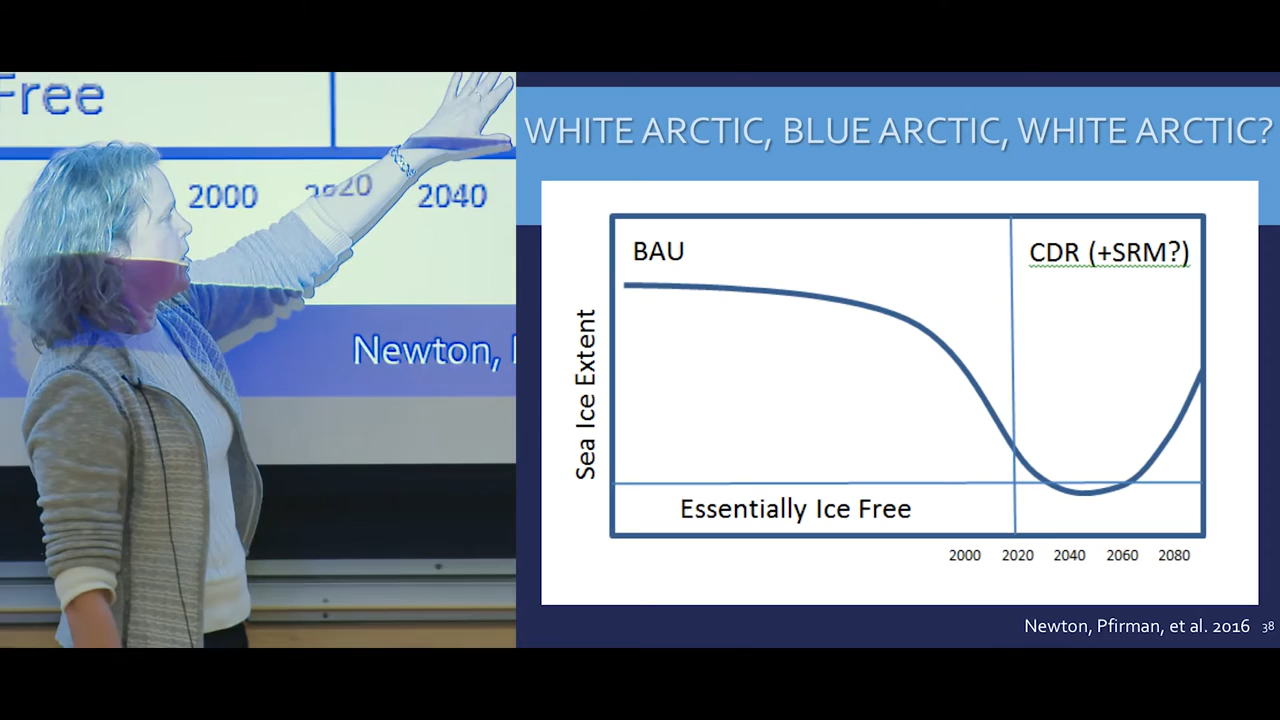 Free
2000 2020 2040
Newton,
WHITE ARCTIC, BLUE ARCTIC, WHITE ARCTIC?
BAU
CDR (+SRM?)
Sea Ice Extent
Essentially Ice Free
2000 2020 2040 2060 2080
Newton, Pfirman, et al. 2016 38